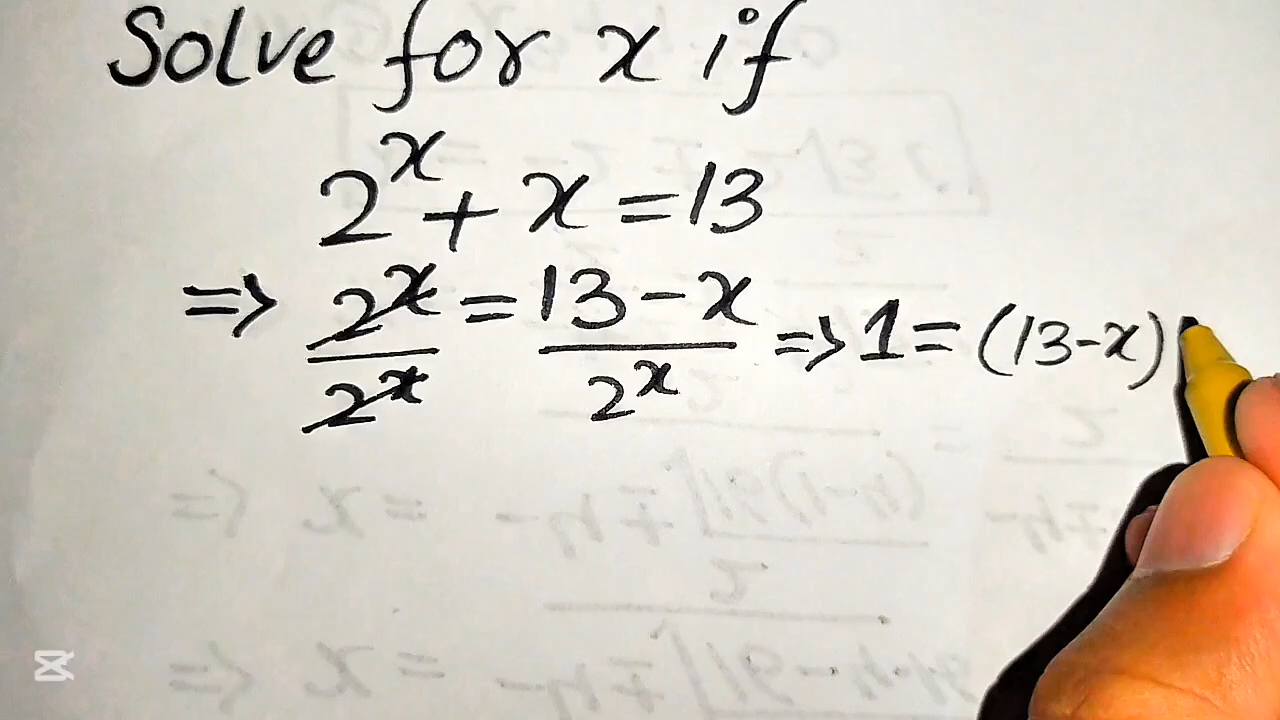 Solve for x if
2^x + x = 13
=> 2^x/2^x = 13-x/2^x => 1 = (13-x)